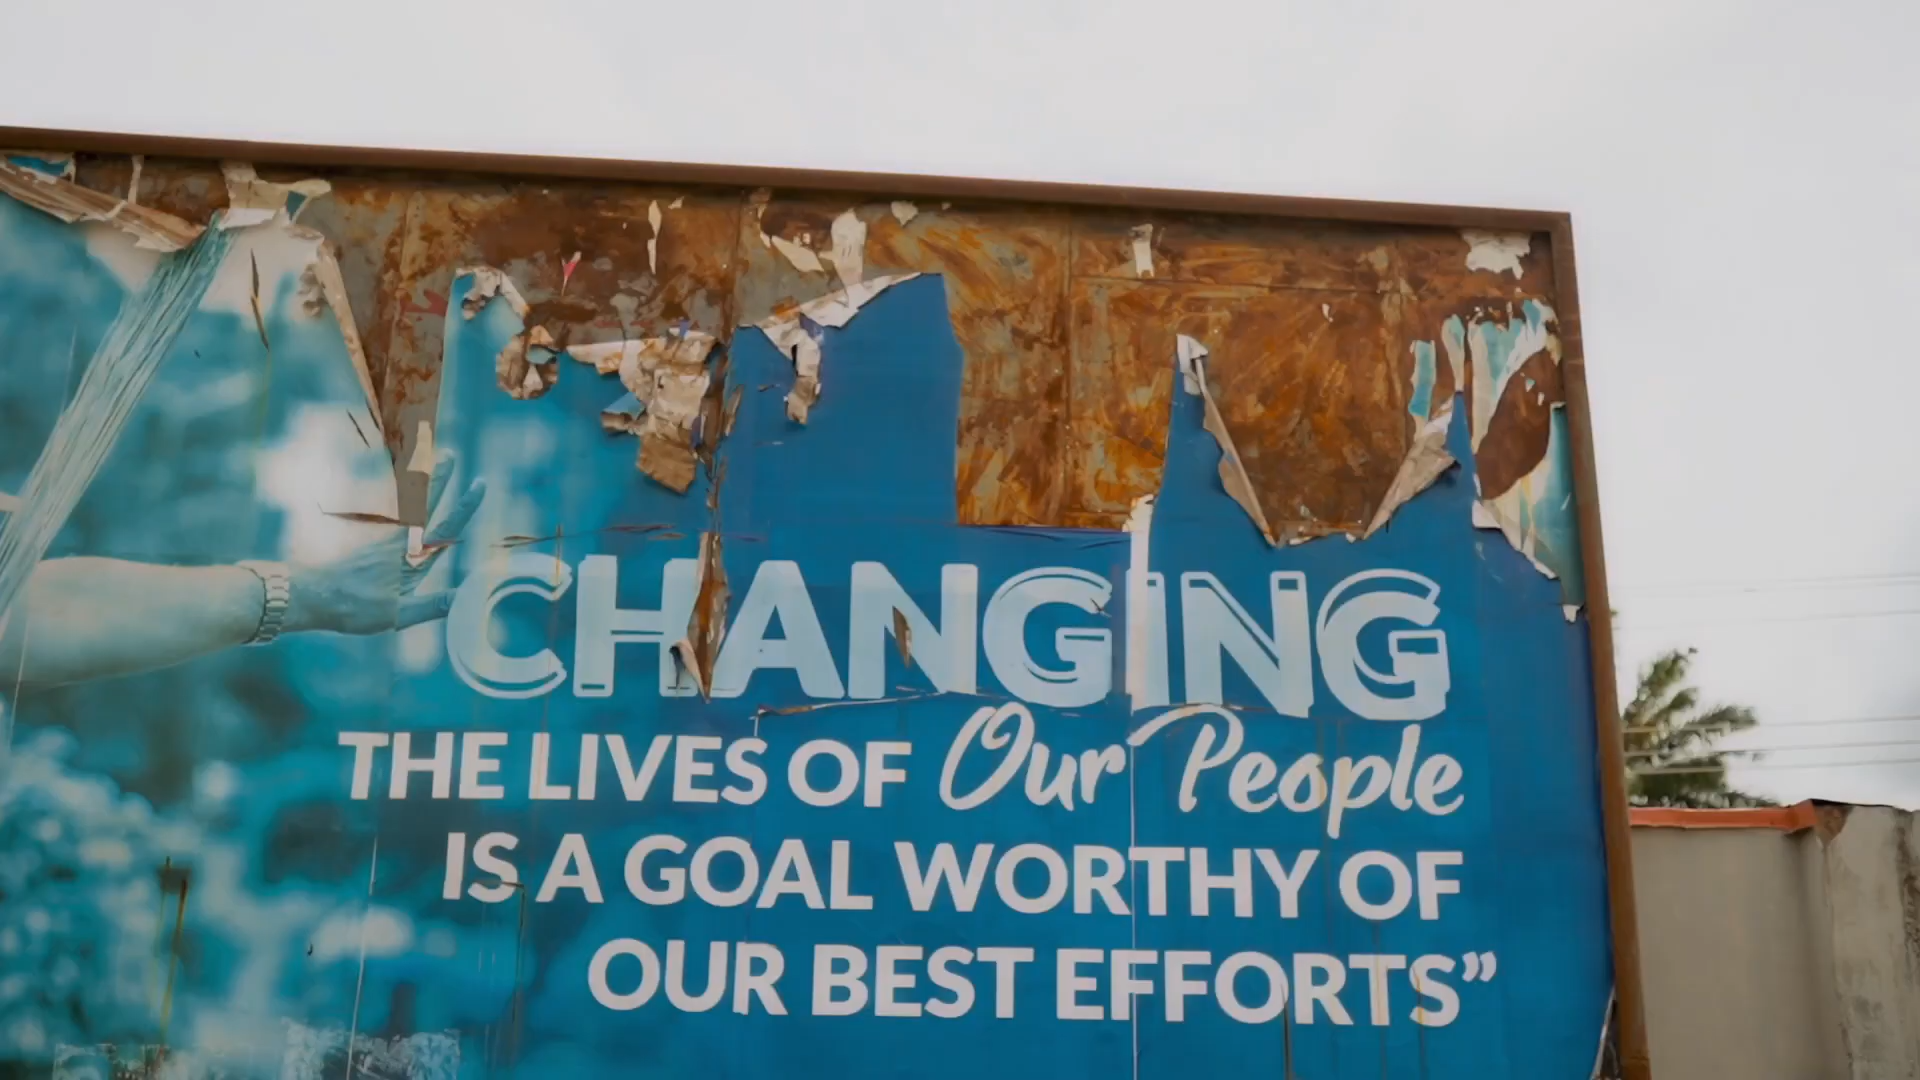 CHANGING
THE LIVES OF Our People
IS A GOAL WORTHY OF
OUR BEST EFFORTS”